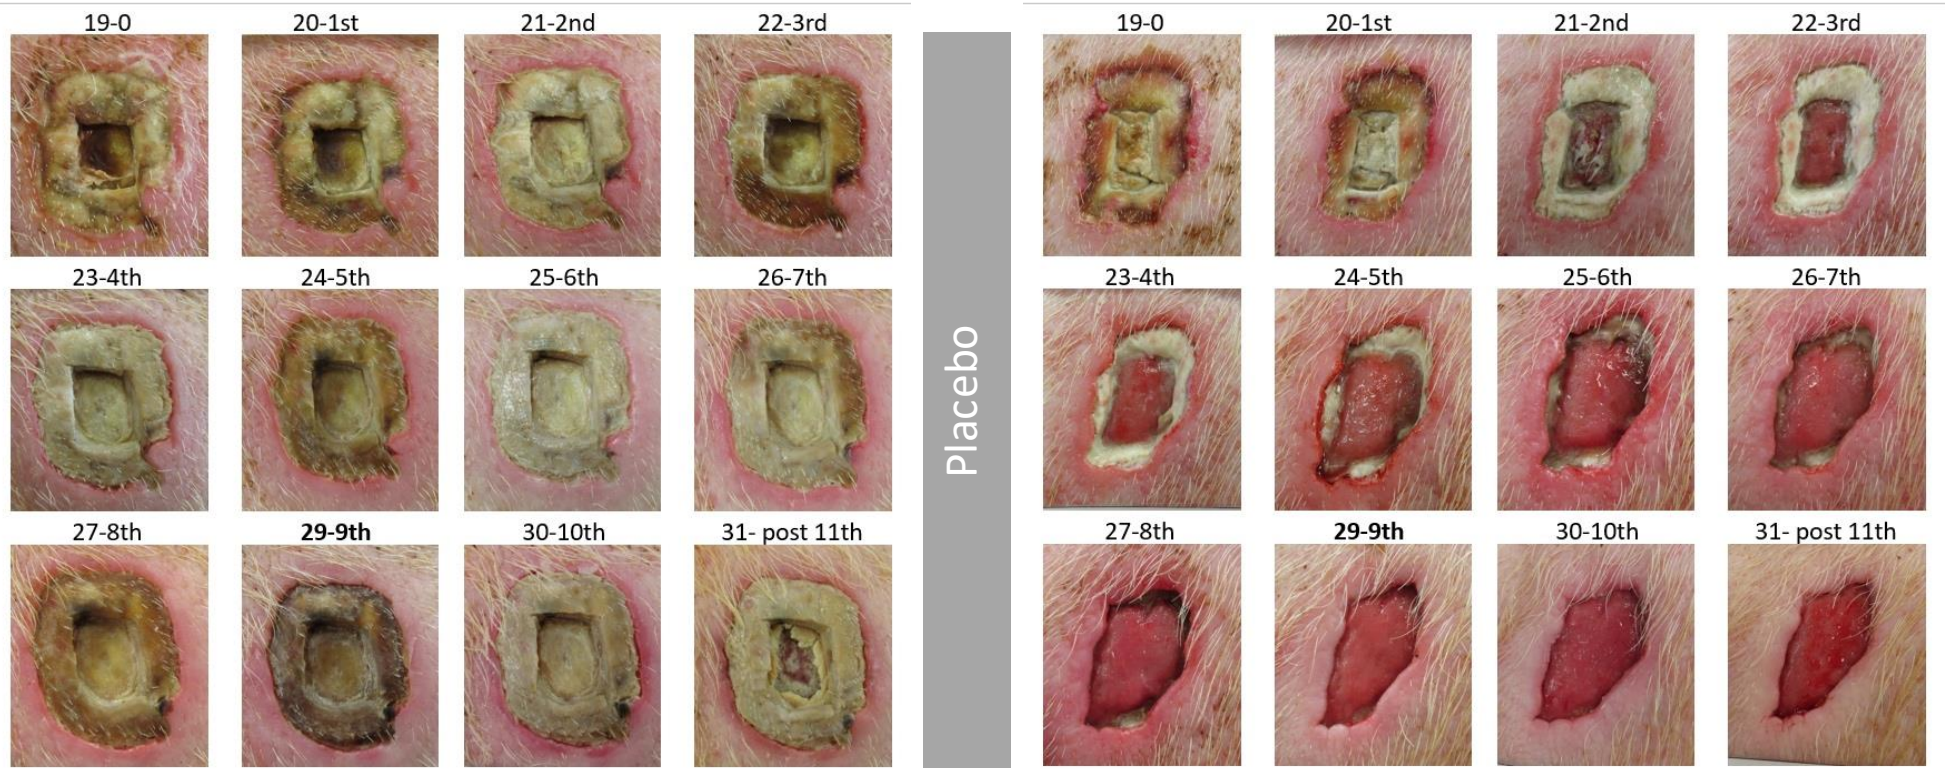 19-0 20-1st 21-2nd 22-3rd
23-4th 24-5th 25-6th 26-7th
27-8th 29-9th 30-10th 31- post 11th
Placebo
19-0 20-1st 21-2nd 22-3rd
23-4th 24-5th 25-6th 26-7th
27-8th 29-9th 30-10th 31- post 11th